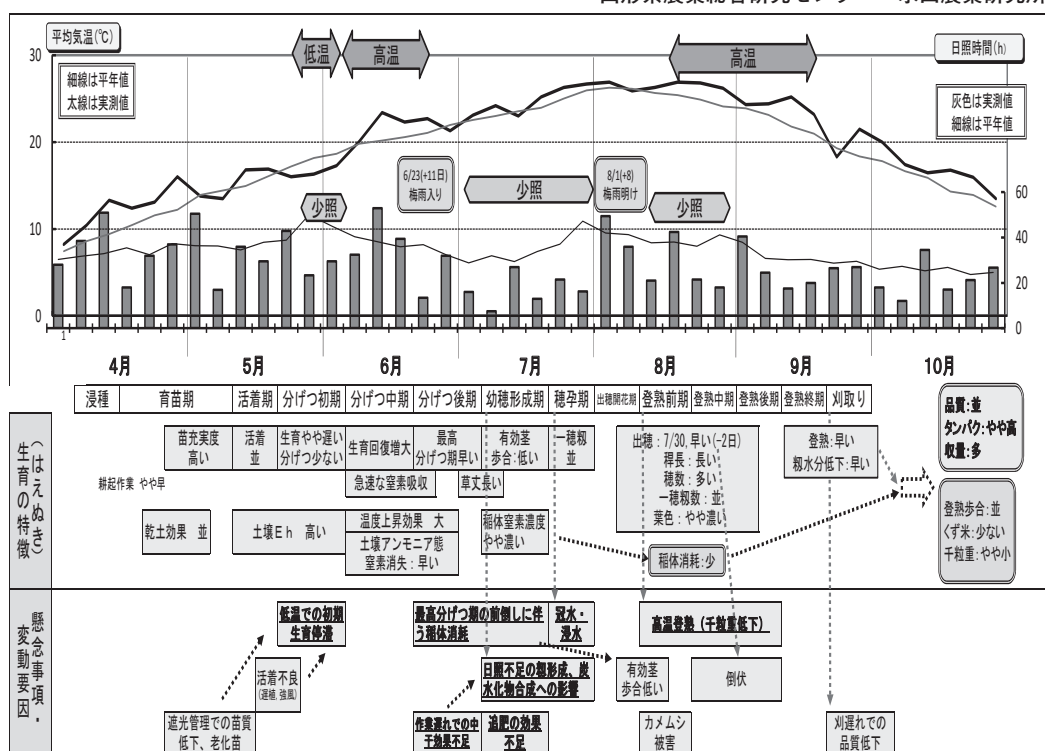 平均気温(℃)
日照時間(h)
細線は平年値
太線は実測値
灰色は実測値
細線は平年値
低温
高温
高温
6/23(+11日)
梅雨入り
8/1(+8)
梅雨明け
少照
少照
少照
30
20
10
0
60
40
20
0
1
4月 5月 6月 7月 8月 9月 10月
浸種 育苗期 活着期 分げつ初期 分げつ中期 分げつ後期 幼穂形成期 穂孕期 出穂開花期 登熟前期 登熟中期 登熟後期 登熟終期 刈取り
生育の特徴
(はえぬき)
苗充実度
高い
活着
並
生育やや遅い
分げつ少ない
生育回復増大
最高
分げつ期早い
有効茎
歩合:低い
一穂籾
並
耕起作業 やや早
急速な窒素吸収
草丈長い
乾土効果 並
土壌Eh 高い
温度上昇効果 大
土壌アンモニア態
窒素消失:早い
稲体窒素濃度
やや濃い
出穂:7/30,早い(−2日)
稈長:長い
穂数:多い
一穂籾数:並
葉色:やや濃い
稲体消耗:少
登熟:早い
籾水分低下:早い
品質:並
タンパク:やや高
収量:多
登熟歩合:並
くず米:少ない
千粒重:やや小
懸念事項・
変動要因
低温での初期
生育停滞
活着不良
(遅植,強風)
遮光管理での苗質
低下、老化苗
最高分げつ期の前倒しに伴
う稲体消耗
冠水・
浸水
日照不足の籾形成、炭
水化物合成への影響
作業遅れでの中
干効果不足
追肥の効果
不足
高温登熟(千粒重低下)
有効茎
歩合低い
倒伏
カメムシ
被害
刈遅れでの
品質低下